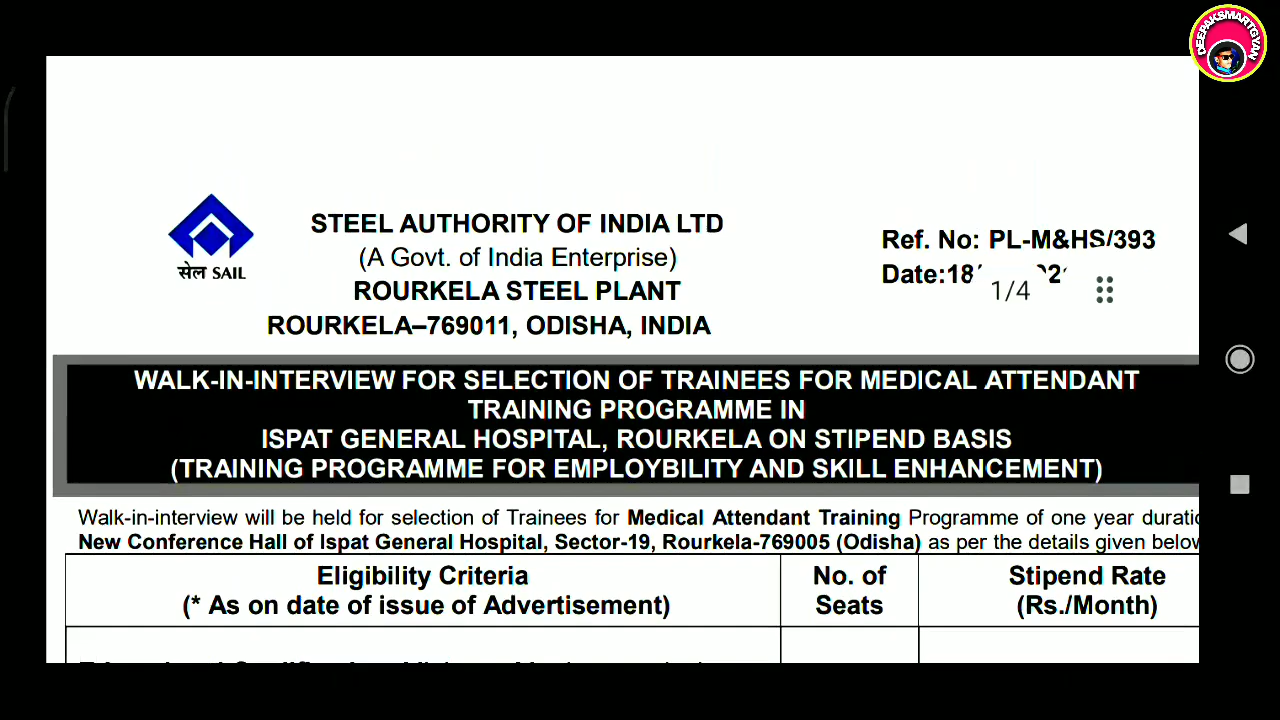 DEEPAKSMARTGYAN
सेल SAIL
STEEL AUTHORITY OF INDIA LTD
(A Govt. of India Enterprise)
ROURKELA STEEL PLANT
ROURKELA–769011, ODISHA, INDIA
Ref. No: PL-M&HS/393
Date:18
1/4
WALK-IN-INTERVIEW FOR SELECTION OF TRAINEES FOR MEDICAL ATTENDANT
TRAINING PROGRAMME IN
ISPAT GENERAL HOSPITAL, ROURKELA ON STIPEND BASIS
(TRAINING PROGRAMME FOR EMPLOYBILITY AND SKILL ENHANCEMENT)
Walk-in-interview will be held for selection of Trainees for Medical Attendant Training Programme of one year
New Conference Hall of Ispat General Hospital, Sector-19, Rourkela-769005 (Odisha) as per the details given
Eligibility Criteria
(* As on date of issue of Advertisement)
No. of
Seats
Stipend Rate
(Rs./Month)